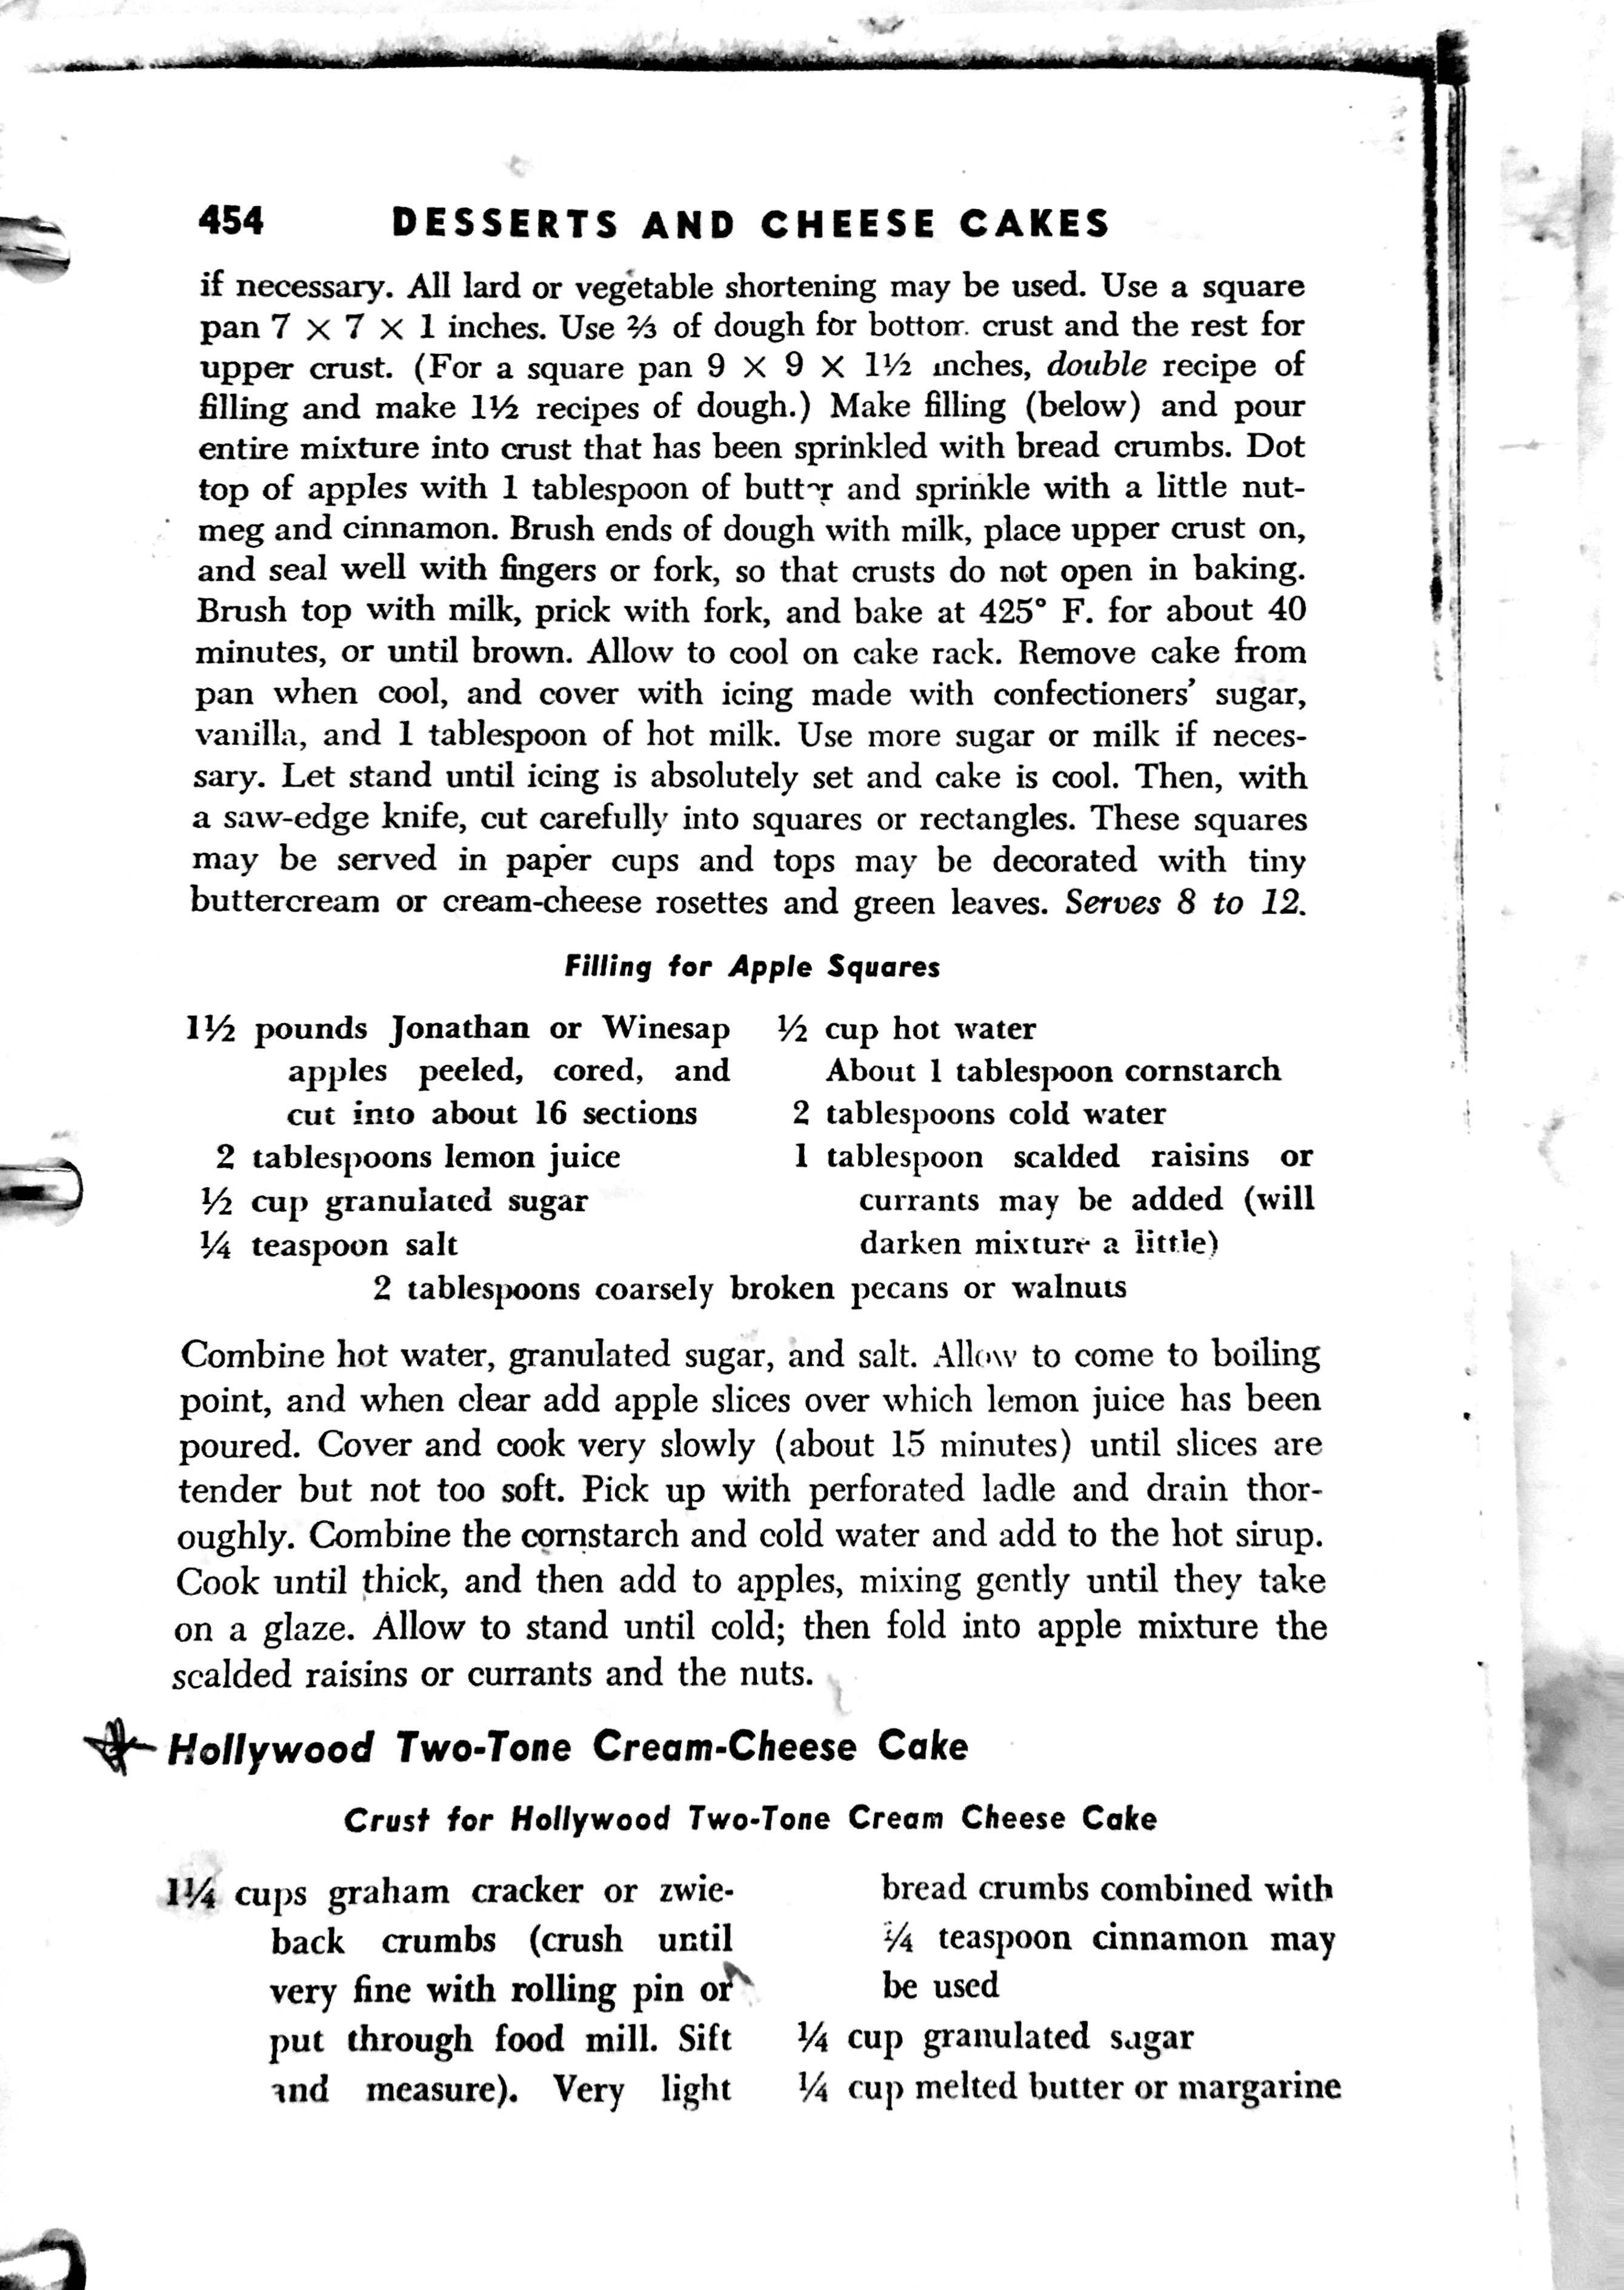 454 DESSERTS AND CHEESE CAKES
if necessary. All lard or vegetable shortening may be used. Use a square
pan 7 × 7 × 1 inches. Use ⅔ of dough for bottom crust and the rest for
upper crust. (For a square pan 9 × 9 × 1½ inches, double recipe of
filling and make 1½ recipes of dough.) Make filling (below) and pour
entire mixture into crust that has been sprinkled with bread crumbs. Dot
top of apples with 1 tablespoon of butter and sprinkle with a little nut-
meg and cinnamon. Brush ends of dough with milk, place upper crust on,
and seal well with fingers or fork, so that crusts do not open in baking.
Brush top with milk, prick with fork, and bake at 425° F. for about 40
minutes, or until brown. Allow to cool on cake rack. Remove cake from
pan when cool, and cover with icing made with confectioners' sugar,
vanilla, and 1 tablespoon of hot milk. Use more sugar or milk if neces-
sary. Let stand until icing is absolutely set and cake is cool. Then, with
a saw-edge knife, cut carefully into squares or rectangles. These squares
may be served in paper cups and tops may be decorated with tiny
buttercream or cream-cheese rosettes and green leaves. Serves 8 to 12.
Filling for Apple Squares
1½ pounds Jonathan or Winesap
apples peeled, cored, and
cut into about 16 sections
2 tablespoons lemon juice
½ cup granulated sugar
¼ teaspoon salt
½ cup hot water
About 1 tablespoon cornstarch
2 tablespoons cold water
1 tablespoon scalded raisins or
currants may be added (will
darken mixture a little)
2 tablespoons coarsely broken pecans or walnuts
Combine hot water, granulated sugar, and salt. Allow to come to boiling
point, and when clear add apple slices over which lemon juice has been
poured. Cover and cook very slowly (about 15 minutes) until slices are
tender but not too soft. Pick up with perforated ladle and drain thor-
oughly. Combine the cornstarch and cold water and add to the hot sirup.
Cook until thick, and then add to apples, mixing gently until they take
on a glaze. Allow to stand until cold; then fold into apple mixture the
scalded raisins or currants and the nuts.
Hollywood Two-Tone Cream-Cheese Cake
Crust for Hollywood Two-Tone Cream Cheese Cake
1¼ cups graham cracker or zwie-
back crumbs (crush until
very fine with rolling pin or
put through food mill. Sift
and measure). Very light
bread crumbs combined with
¼ teaspoon cinnamon may
be used
¼ cup granulated sugar
¼ cup melted butter or margarine